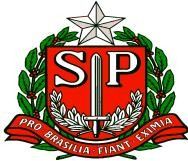 SP
PRO BRASILIA · FIANT EXIMIA